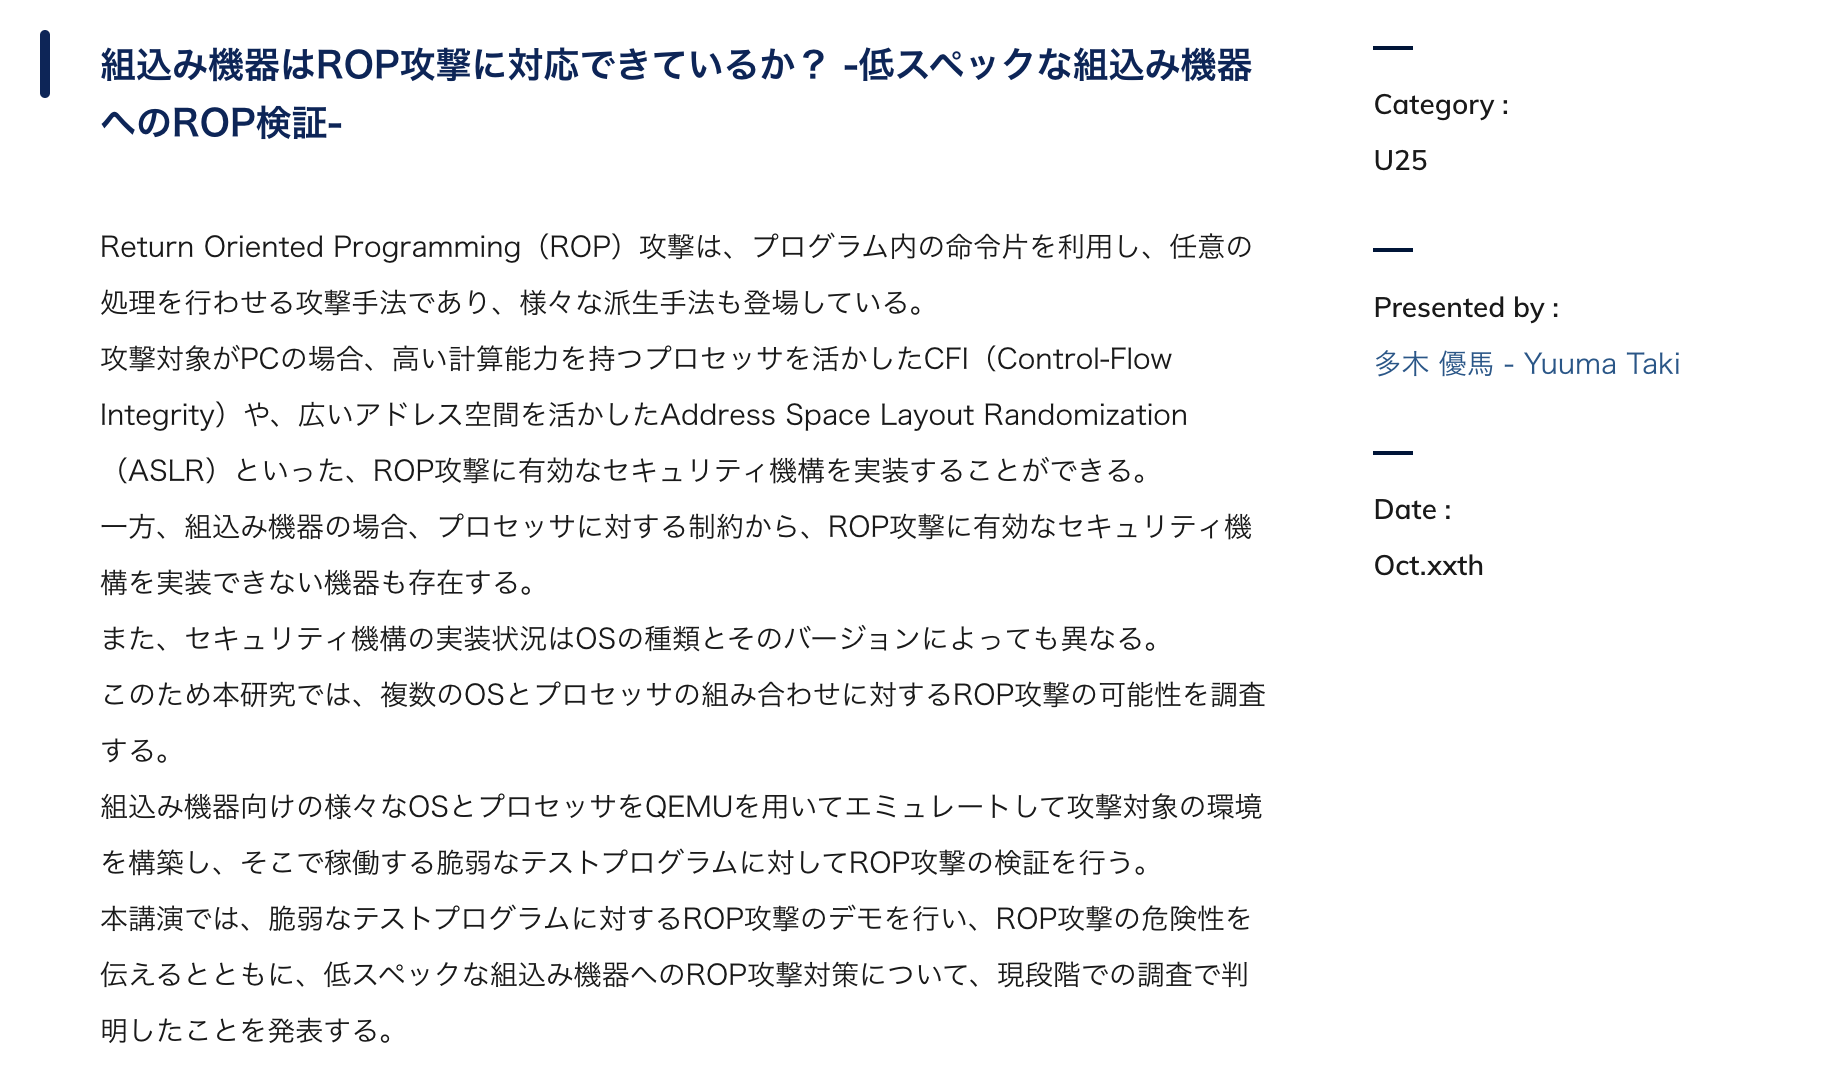 組込み機器はROP攻撃に対応できているか？ -低スペックな組込み機器
へのROP検証-
Return Oriented Programming（ROP）攻撃は、プログラム内の命令片を利用し、任意の
処理を行わせる攻撃手法であり、様々な派生手法も登場している。
攻撃対象がPCの場合、高い計算能力を持つプロセッサを活かしたCFI（Control-Flow
Integrity）や、広いアドレス空間を活かしたAddress Space Layout Randomization
（ASLR）といった、ROP攻撃に有効なセキュリティ機構を実装することができる。
一方、組込み機器の場合、プロセッサに対する制約から、ROP攻撃に有効なセキュリティ機
構を実装できない機器も存在する。
また、セキュリティ機構の実装状況はOSの種類とそのバージョンによっても異なる。
このため本研究では、複数のOSとプロセッサの組み合わせに対するROP攻撃の可能性を調査
する。
組込み機器向けの様々なOSとプロセッサをQEMUを用いてエミュレートして攻撃対象の環境
を構築し、そこで稼働する脆弱なテストプログラムに対してROP攻撃の検証を行う。
本講演では、脆弱なテストプログラムに対するROP攻撃のデモを行い、ROP攻撃の危険性を
伝えるとともに、低スペックな組込み機器へのROP攻撃対策について、現段階での調査で判
明したことを発表する。
Category :
U25
Presented by :
多木 優馬 - Yuuma Taki
Date :
Oct.xxth